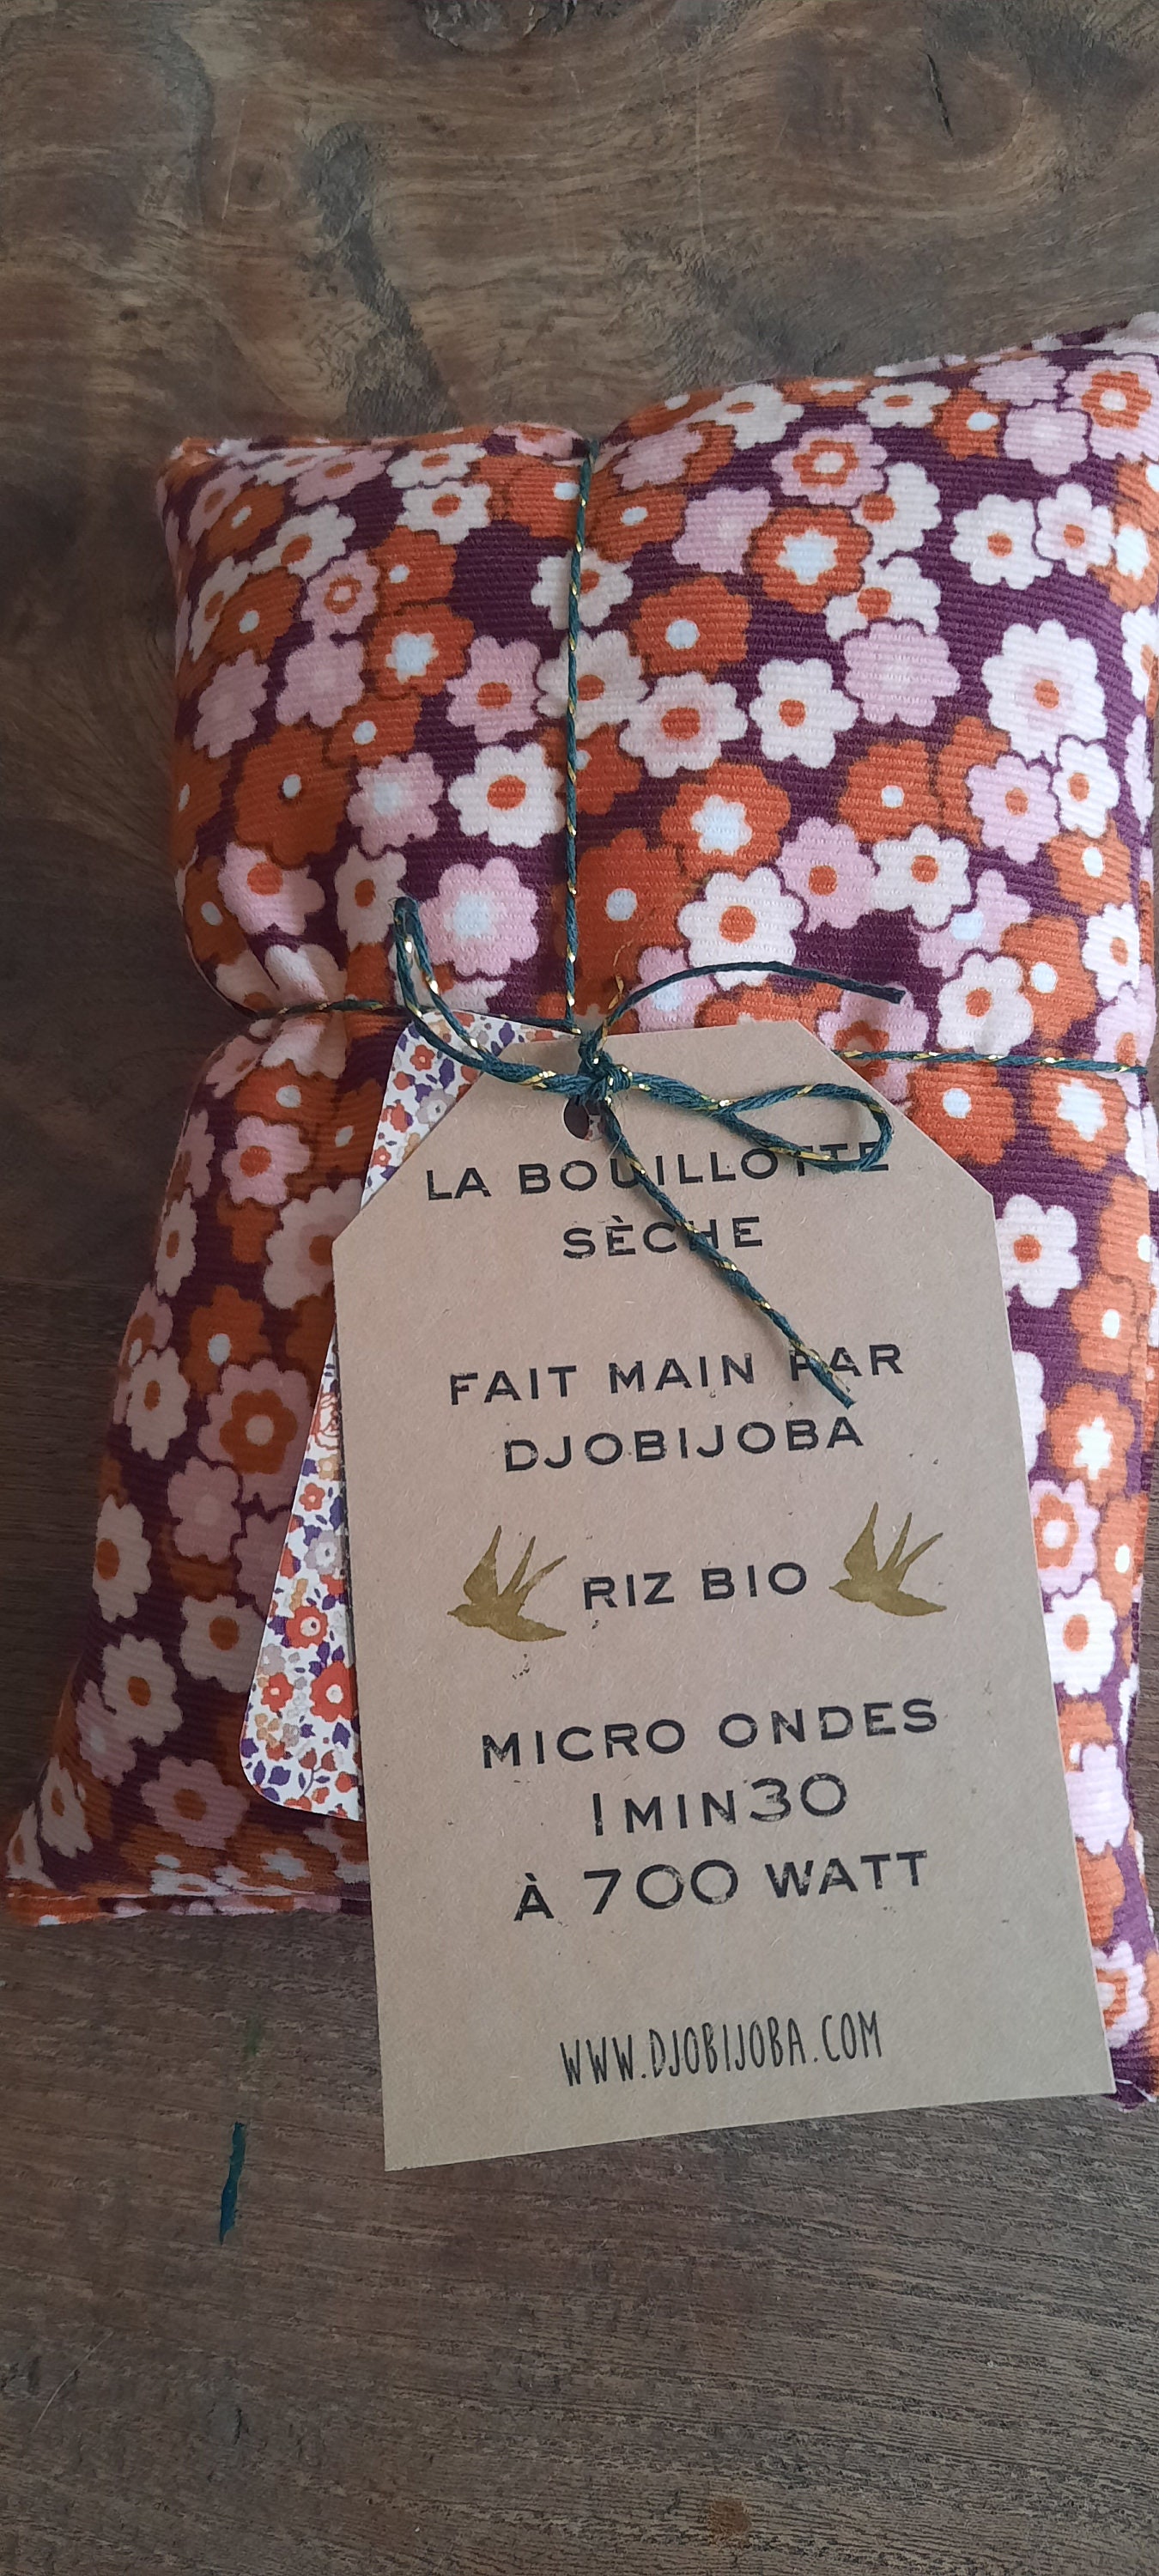 LA BOUILLOTTE
SÈCHE
FAIT MAIN PAR
DJOBIJOBA
RIZ BIO
MICRO ONDES
1MIN30
À 700 WATT
WWW.DJOBIJOBA.COM